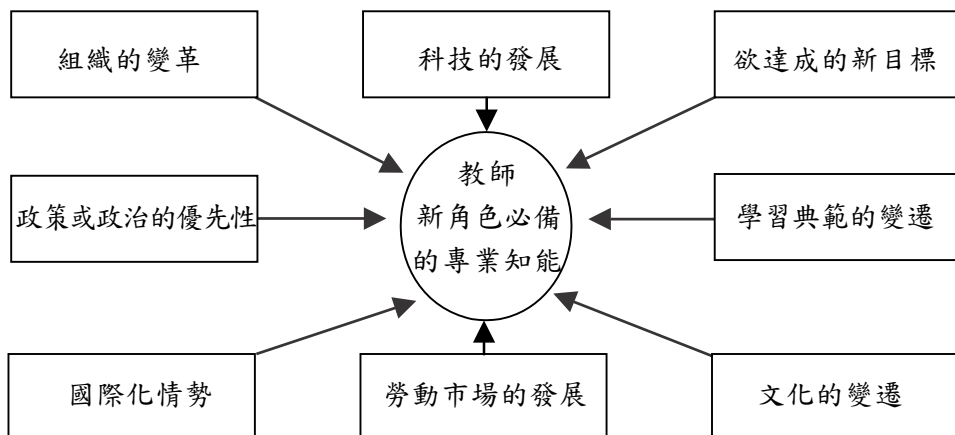 組織的變革
科技的發展
欲達成的新目標
教師
新角色必備
的專業知能
政策或政治的優先性
學習典範的變遷
國際化情勢
勞動市場的發展
文化的變遷